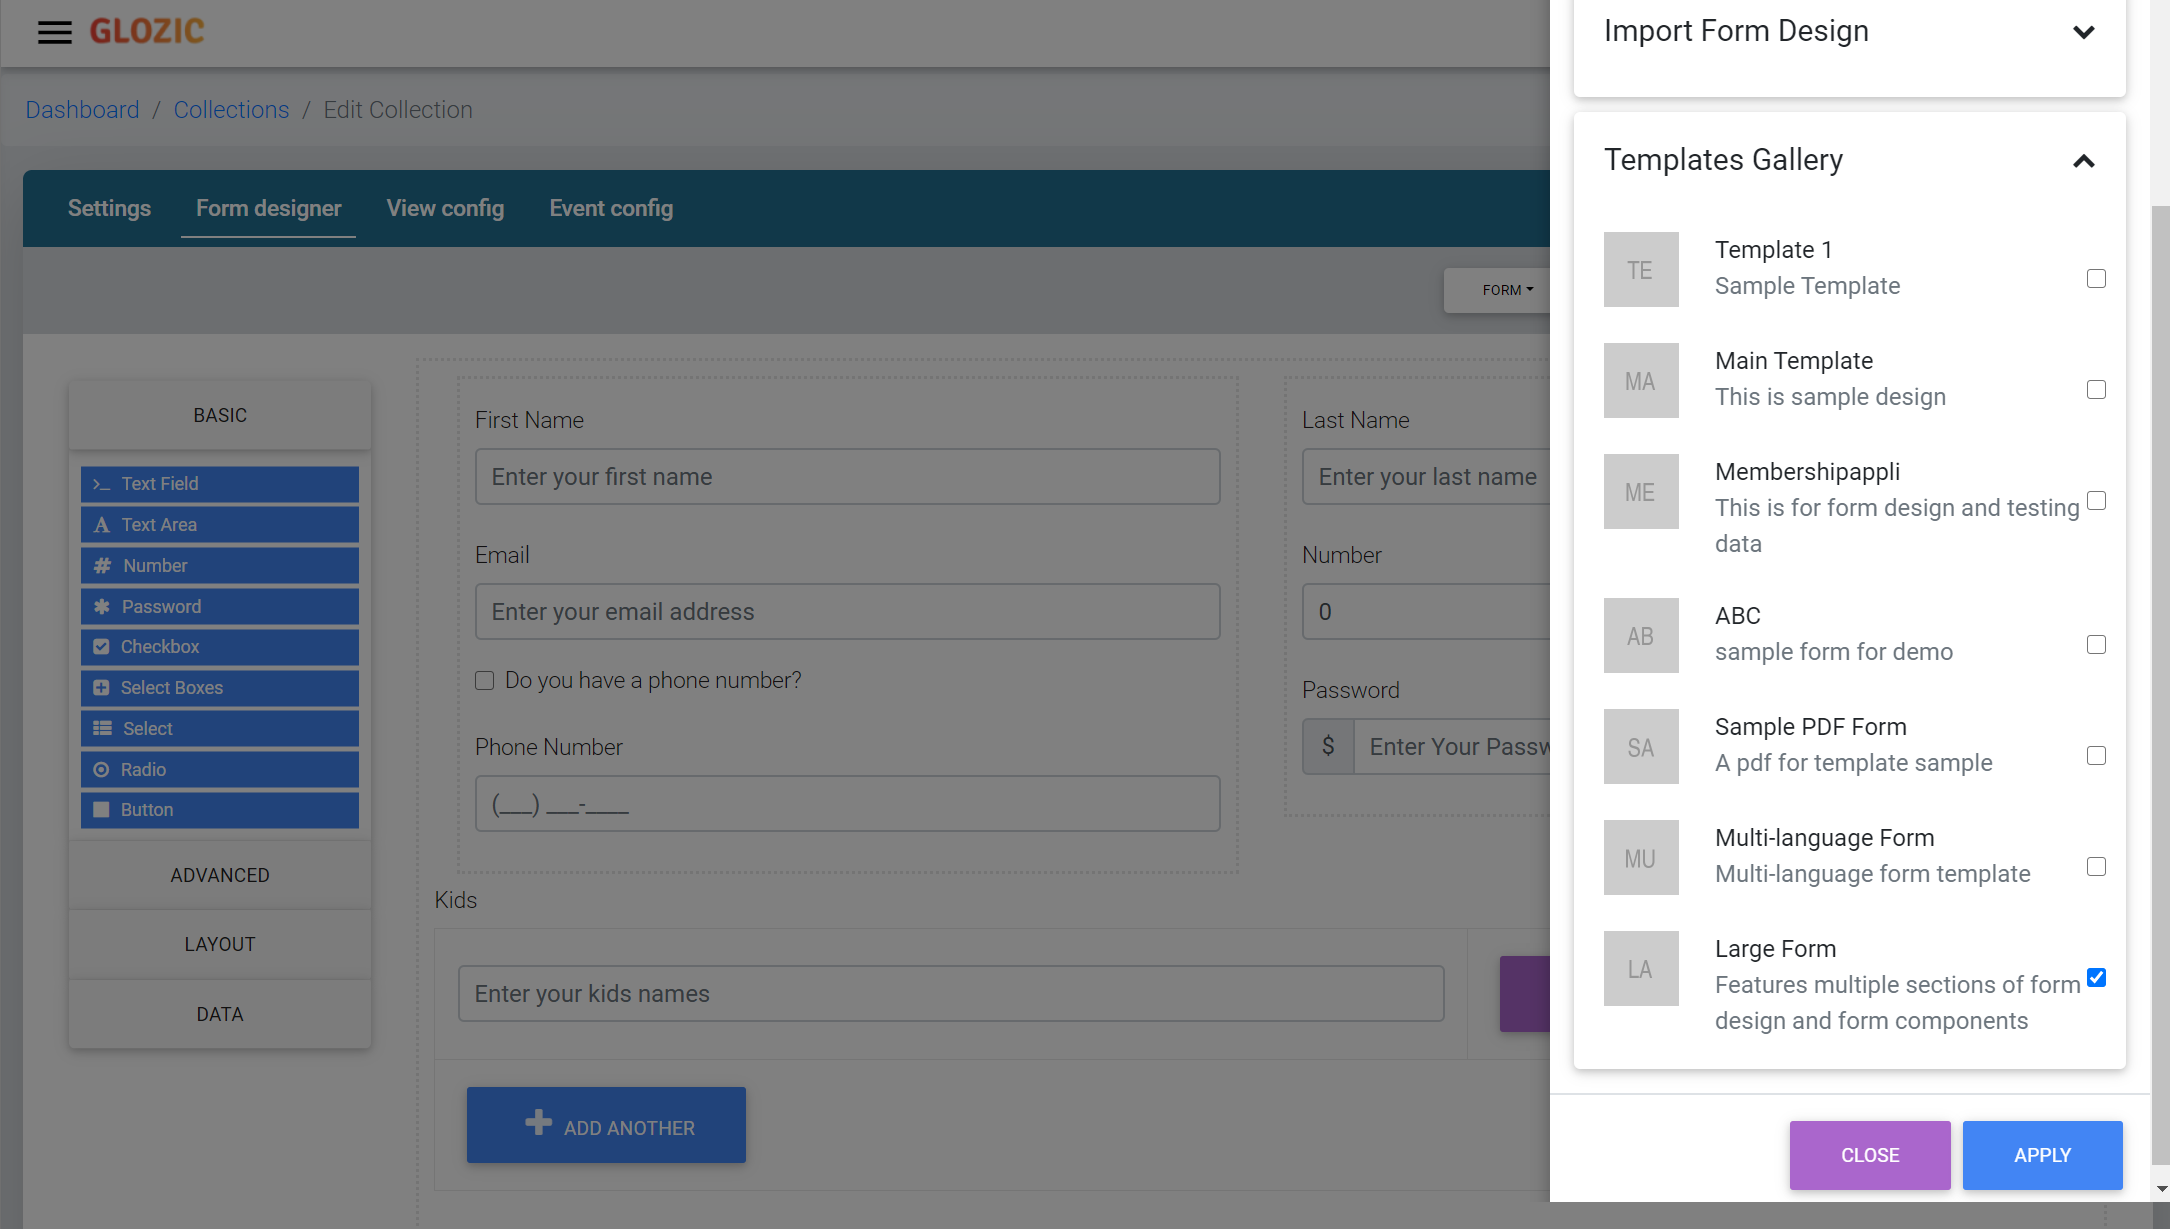 GLOZIC
Dashboard / Collections / Edit Collection
Settings Form designer View config Event config
FORM
BASIC
Text Field
Text Area
Number
Password
Checkbox
Select Boxes
Select
Radio
Button
ADVANCED
LAYOUT
DATA
First Name
Enter your first name
Email
Enter your email address
Do you have a phone number?
Phone Number
(___) ___-____
Last Name
Enter your last name
Number
0
Password
$ Enter Your Passw
Kids
Enter your kids names
ADD ANOTHER
Import Form Design
Templates Gallery
TE
Template 1
Sample Template
MA
Main Template
This is sample design
ME
Membershipappli
This is for form design and testing
data
AB
ABC
sample form for demo
SA
Sample PDF Form
A pdf for template sample
MU
Multi-language Form
Multi-language form template
LA
Large Form
Features multiple sections of form
design and form components
CLOSE APPLY